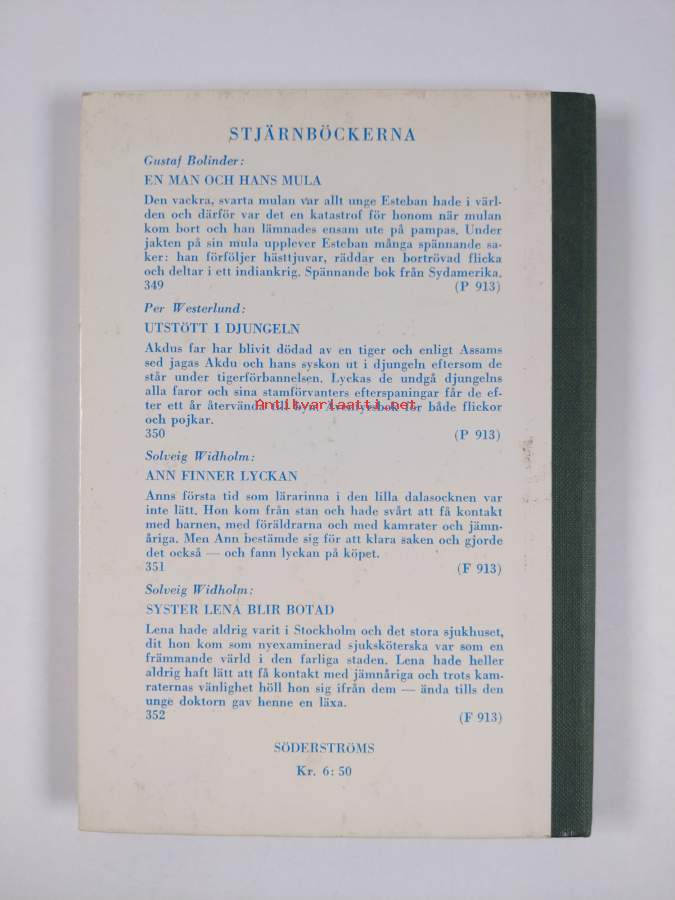 STJÄRNBÖCKERNA
Gustaf Bolinder:
EN MAN OCH HANS MULA
Den vackra, svarta mulan var allt unge Esteban hade i värl-
den och därför var det en katastrof för honom när mulan
kom bort och han lämnades ensam ute på pampas. Under
jakten på sin mula upplever Esteban många spännande sa-
ker: han förföljer hästtjuvar, räddar en bortrövad flicka
och deltar i ett indiankrig. Spännande bok från Sydamerika.
349 (P 913)
Per Westerlund:
UTSTÖTT I DJUNGELN
Akdus far har blivit dödad av en tiger och enligt Assams
sed jagas Akdu och hans syskon ut i djungeln eftersom de
står under tigerförbannelsen. Lyckas de undgå djungelns
alla faror och sina stamförvanters efterspaningar får de ef-
ter ett år återvända till byn. Äventyrsbok för både flickor
Antikvariaatti.net
och pojkar.
350 (P 913)
Solveig Widholm:
ANN FINNER LYCKAN
Anns första tid som lärarinna i den lilla dalasocknen var
inte lätt. Hon kom från stan och hade svårt att få kontakt
med barnen, med föräldrarna och med kamrater och jämn-
åriga. Men Ann bestämde sig för att klara saken och gjorde
det också — och fann lyckan på köpet.
351 (F 913)
Solveig Widholm:
SYSTER LENA BLIR BOTAD
Lena hade aldrig varit i Stockholm och det stora sjukhuset,
dit hon kom som nyexaminerad sjuksköterska var som en
främmande värld i den farliga staden. Lena hade heller
aldrig haft lätt att få kontakt med jämnåriga och trots kam-
raternas vänlighet höll hon sig ifrån dem — ända tills den
unge doktorn gav henne en läxa.
352 (F 913)
SÖDERSTRÖMS
Kr. 6: 50